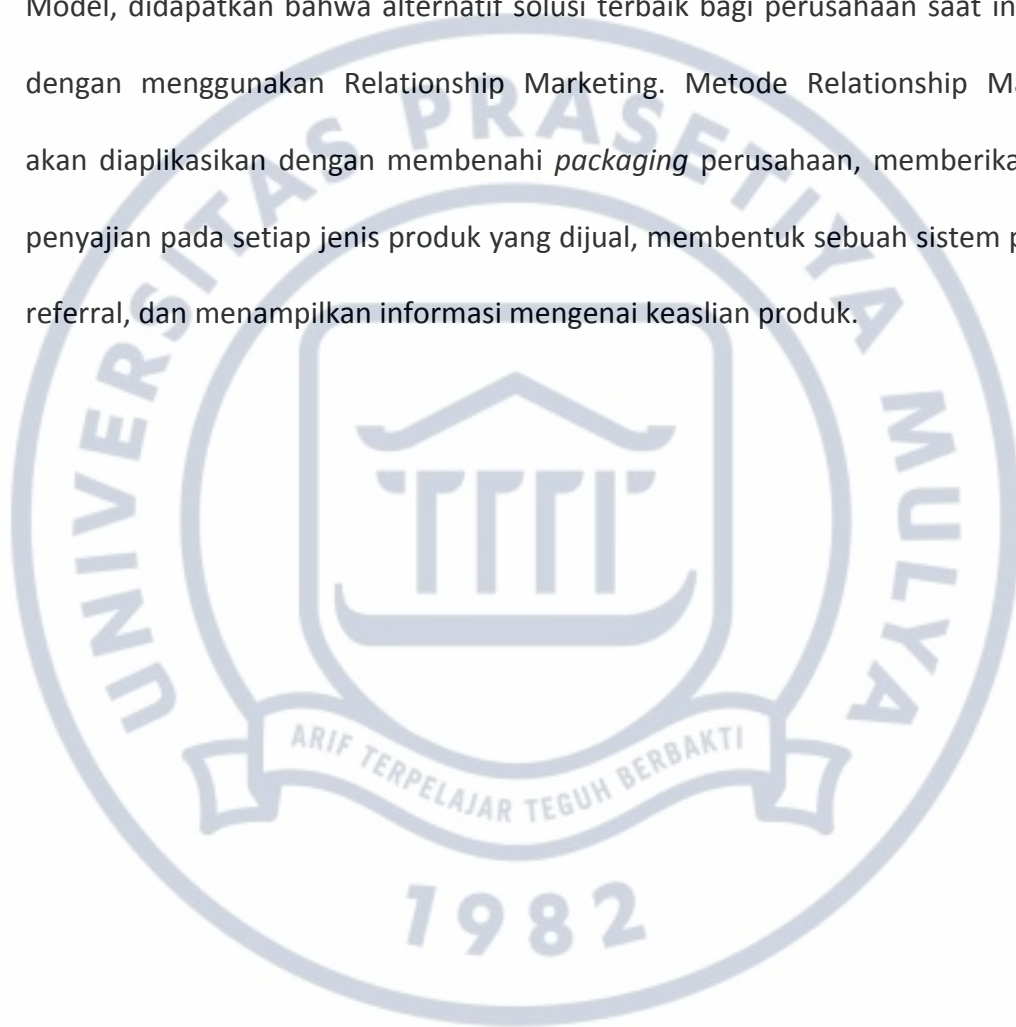 Model, didapatkan bahwa alternatif solusi terbaik bagi perusahaan saat in
dengan menggunakan Relationship Marketing. Metode Relationship Ma
akan diaplikasikan dengan membenahi packaging perusahaan, memberika
penyajian pada setiap jenis produk yang dijual, membentuk sebuah sistem p
referral, dan menampilkan informasi mengenai keaslian produk.
UNIVERSITAS PRASETIYA MULYA
ARIF TERPELAJAR TEGUH BERBAKTI
1982